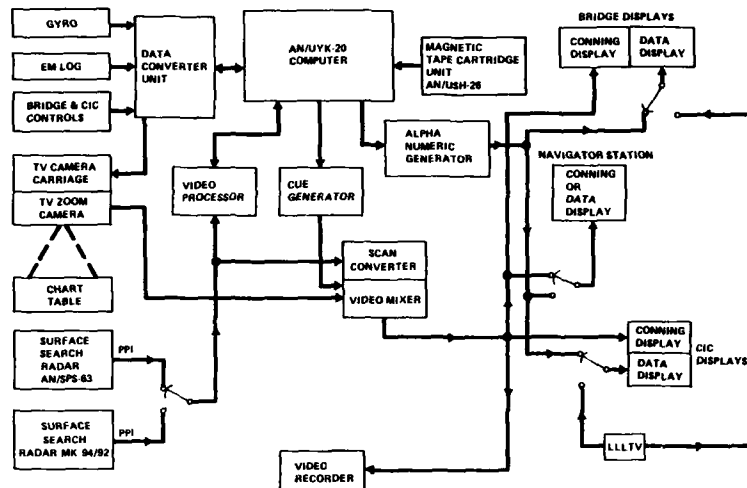 GYRO
EM LOG
BRIDGE & CIC
CONTROLS
DATA
CONVERTER
UNIT
AN/UYK-20
COMPUTER
MAGNETIC
TAPE CARTRIDGE
UNIT
AN/USH-26
BRIDGE DISPLAYS
CONNING
DISPLAY
DATA
DISPLAY
TV CAMERA
CARRIAGE
TV ZOOM
CAMERA
CHART
TABLE
VIDEO
PROCESSOR
CUE
GENERATOR
ALPHA
NUMERIC
GENERATOR
NAVIGATOR STATION
CONNING
OR DATA
DISPLAY
SCAN
CONVERTER
VIDEO MIXER
SURFACE
SEARCH
RADAR
AN/SPS-63
PPI
SURFACE
SEARCH
RADAR MK 94/92
PPI
CONNING
DISPLAY
DATA
DISPLAY
CIC
DISPLAYS
LLLTV
VIDEO
RECORDER